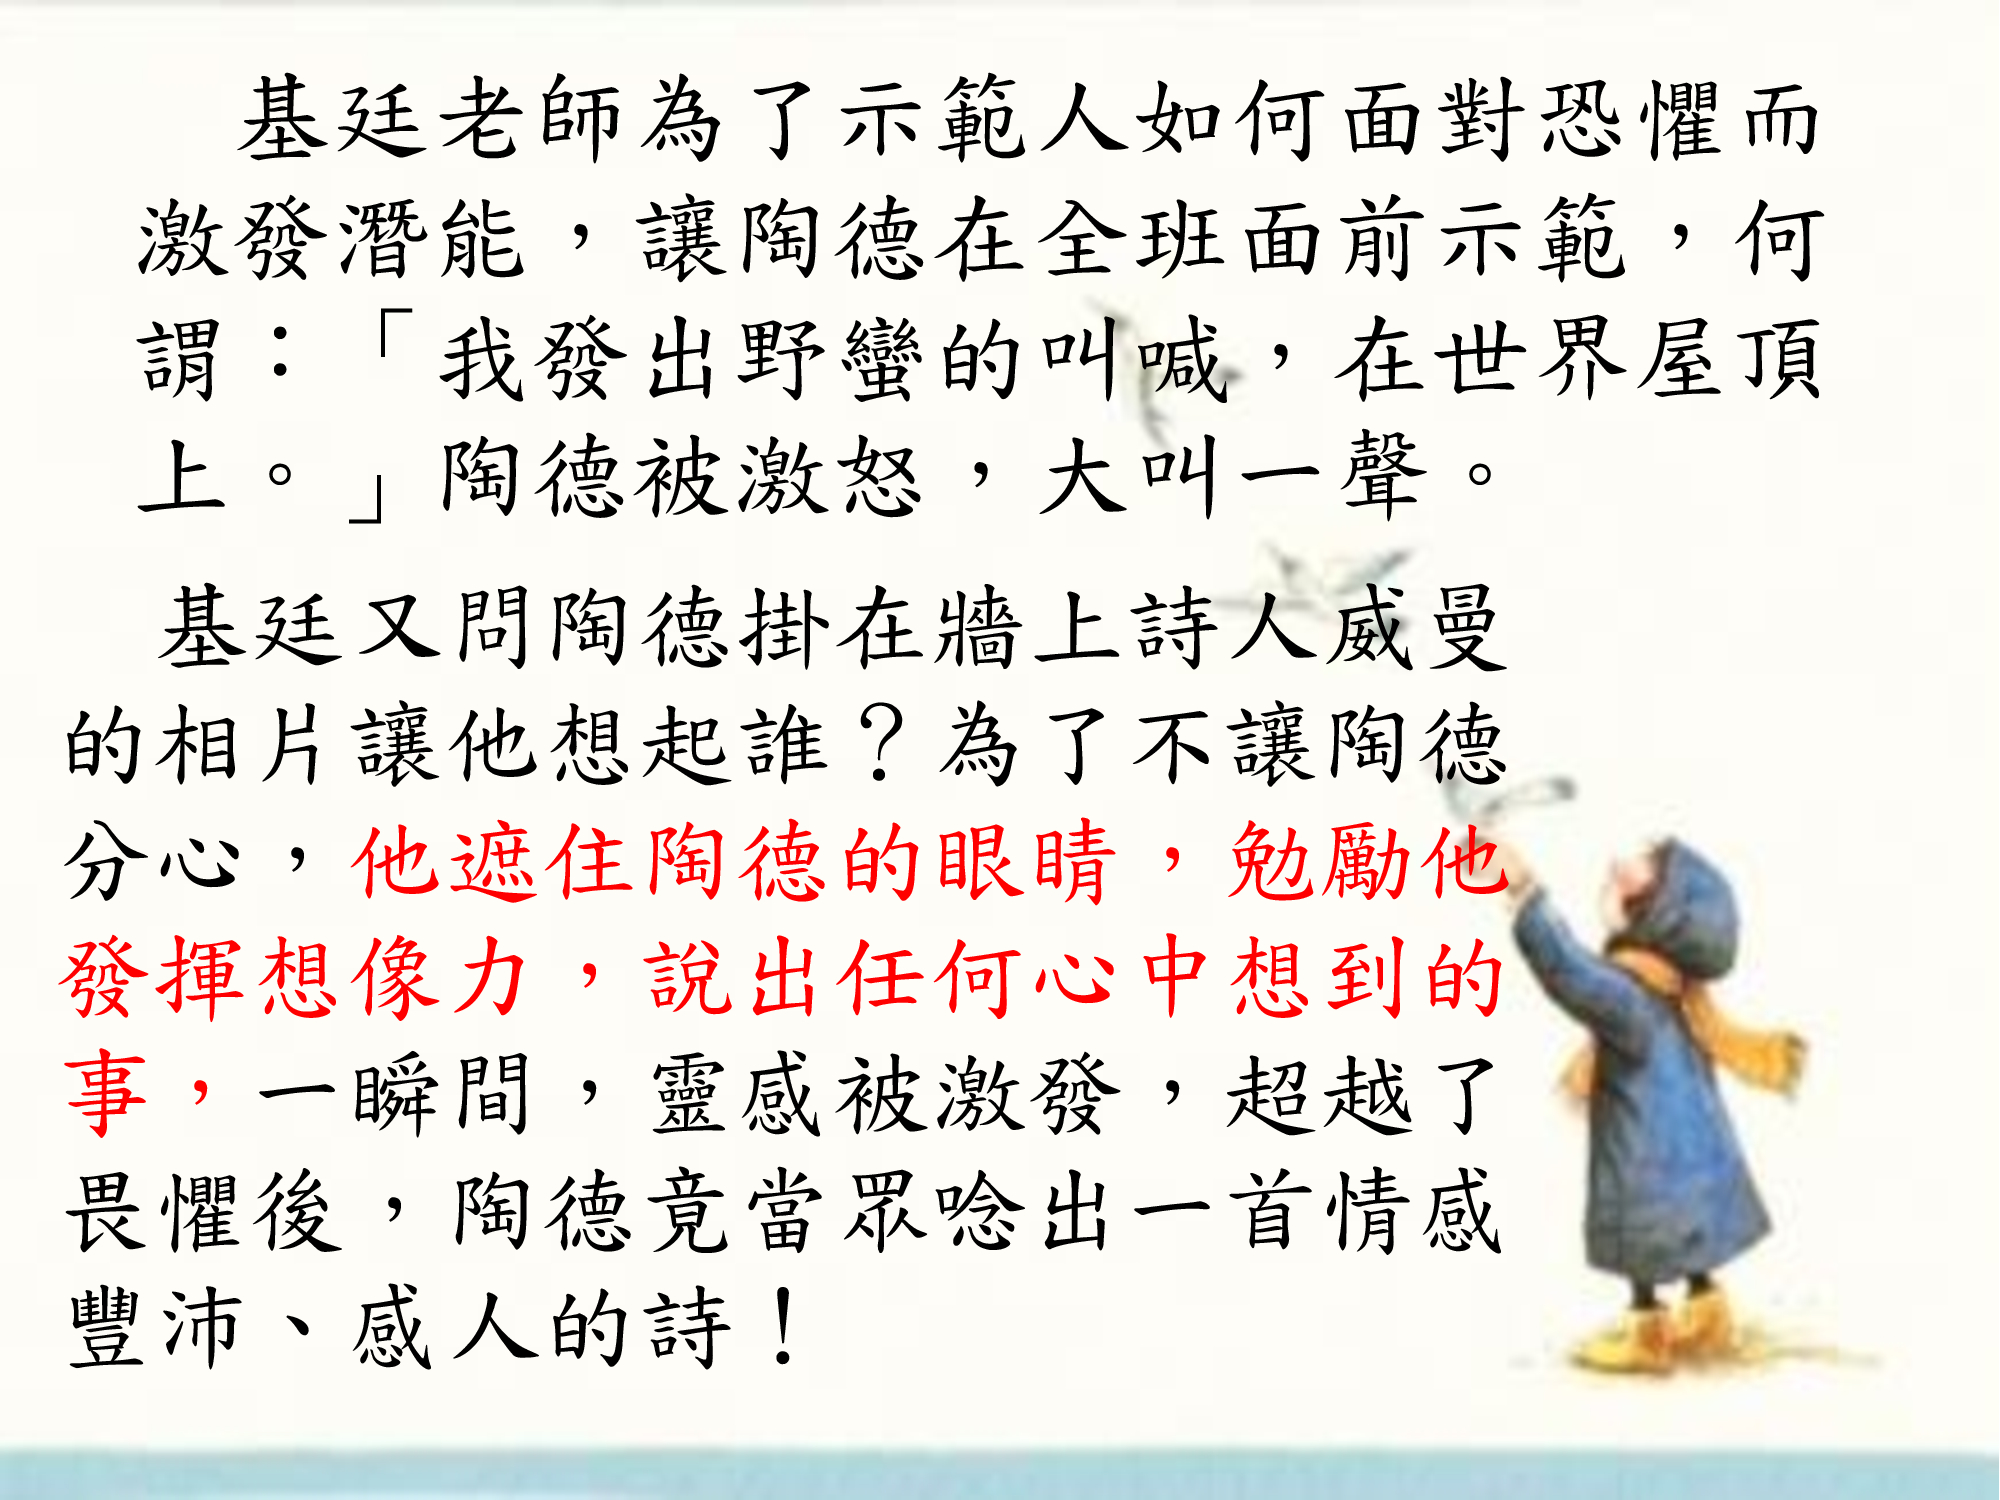 基廷老師為了示範人如何面對恐懼而
激發潛能，讓陶德在全班面前示範，何
謂：「我發出野蠻的叫喊，在世界屋頂
上。」陶德被激怒，大叫一聲。
基廷又問陶德掛在牆上詩人威曼
的相片讓他想起誰？為了不讓陶德
分心，他遮住陶德的眼睛，勉勵他
發揮想像力，說出任何心中想到的
事，一瞬間，靈感被激發，超越了
畏懼後，陶德竟當眾唸出一首情感
豐沛、感人的詩！